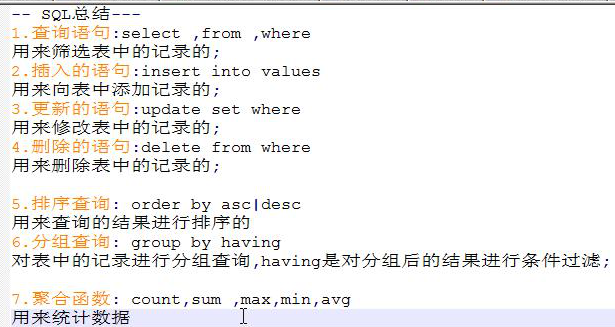 -- SQL总结---
1.查询语句:select ,from ,where
用来筛选表中的记录的;
2.插入的语句:insert into values
用来向表中添加记录的;
3.更新的语句:update set where
用来修改表中的记录的;
4.删除的语句:delete from where
用来删除表中的记录的;
5.排序查询: order by asc|desc
用来查询的结果进行排序的
6.分组查询: group by having
对表中的记录进行分组查询,having是对分组后的结果进行条件过滤;
7.聚合函数: count,sum ,max,min,avg
用来统计数据